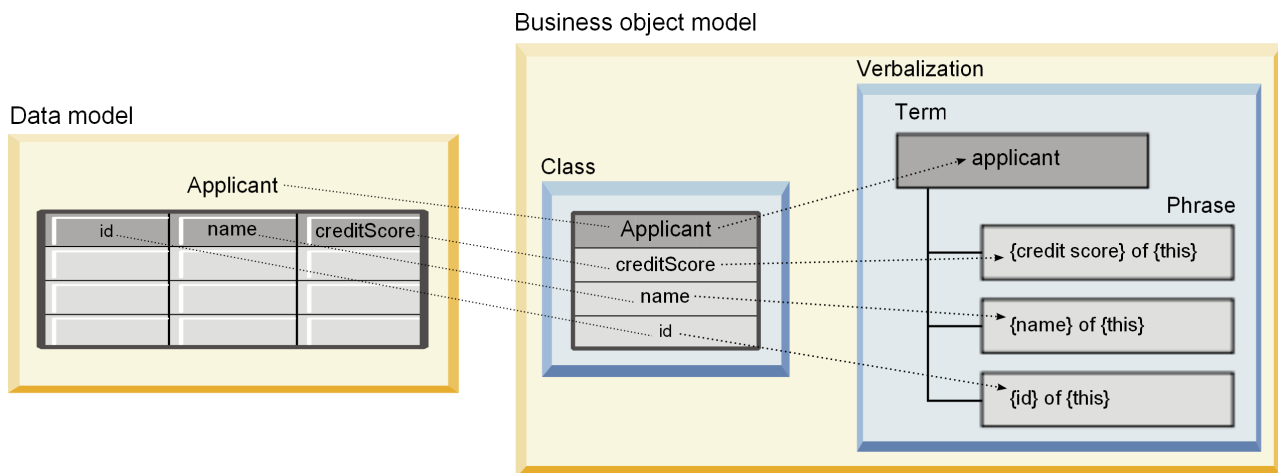 Business object model
Verbalization
Data model
Term
Class
applicant
Applicant
Phrase
id name creditScore
Applicant
{credit score} of {this}
creditScore
name
{name} of {this}
id
{id} of {this}